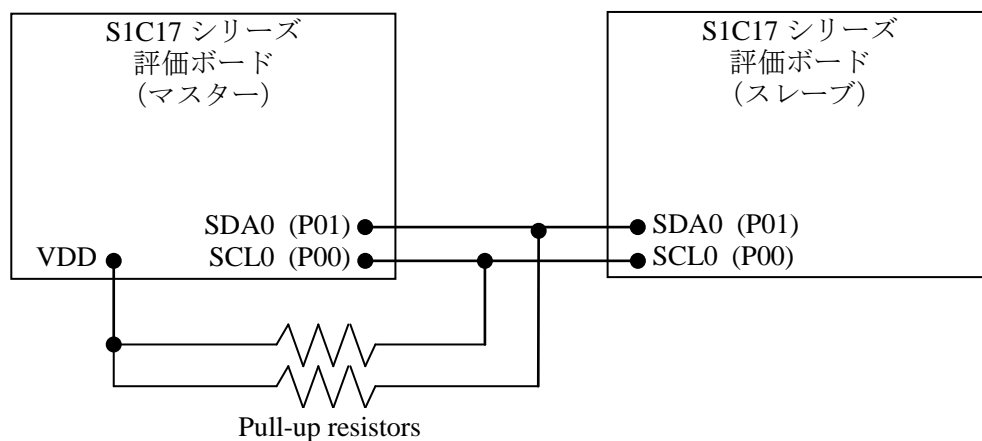 S1C17 シリーズ
評価ボード
（マスター）
SDA0 (P01)
VDD
SCL0 (P00)
S1C17 シリーズ
評価ボード
（スレーブ）
SDA0 (P01)
SCL0 (P00)
Pull-up resistors